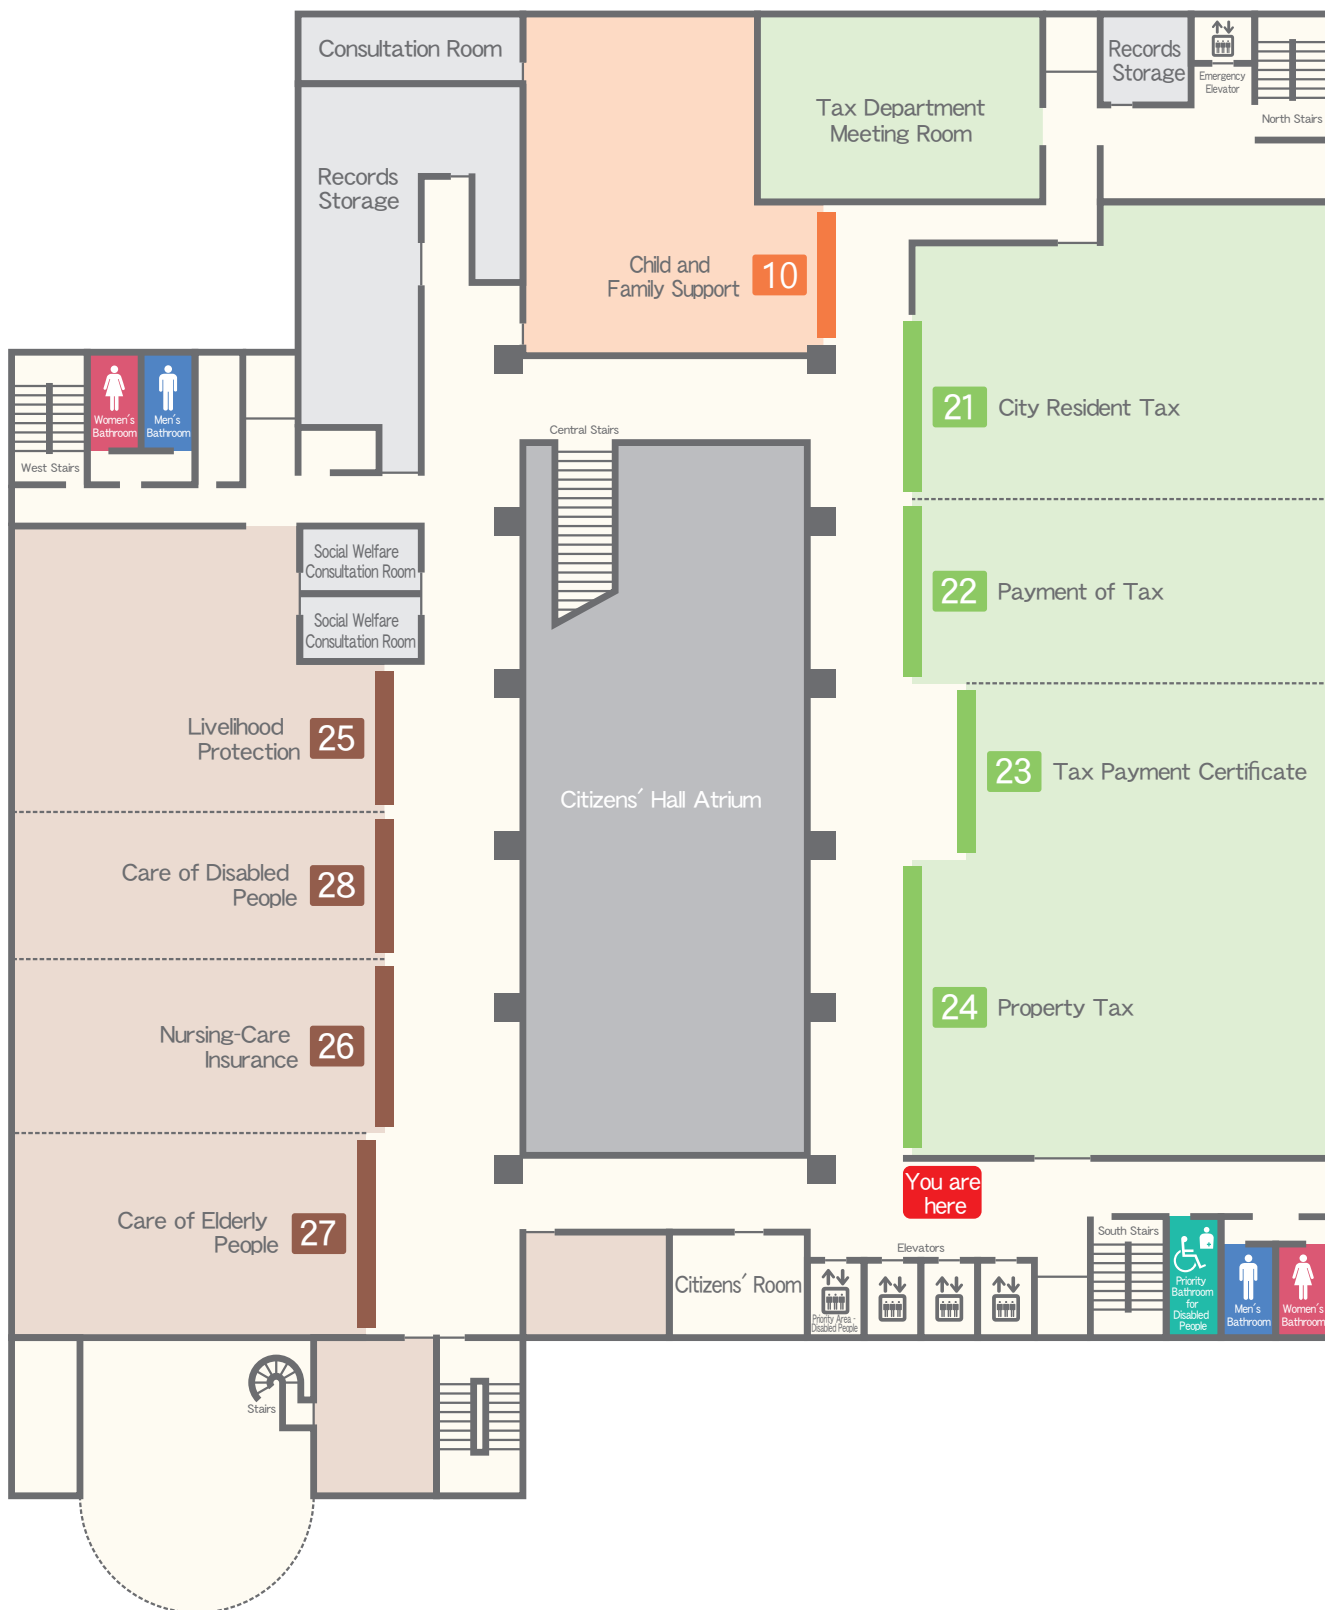 Consultation Room
Records
Storage
Tax Department
Meeting Room
Records
Storage
Emergency
Elevator
North Stairs
Child and
Family Support
10
Women's
Bathroom
Men's
Bathroom
West Stairs
Central Stairs
21
City Resident Tax
Social Welfare
Consultation Room
Social Welfare
Consultation Room
22
Payment of Tax
Livelihood
Protection
25
23
Tax Payment Certificate
Citizens' Hall Atrium
Care of Disabled
People
28
24
Property Tax
Nursing-Care
Insurance
26
You are
here
Care of Elderly
People
27
Citizens' Room
Elevators
Priority Area -
Disabled People
South Stairs
Priority
Bathroom
for
Disabled
People
Men's
Bathroom
Women's
Bathroom
Stairs